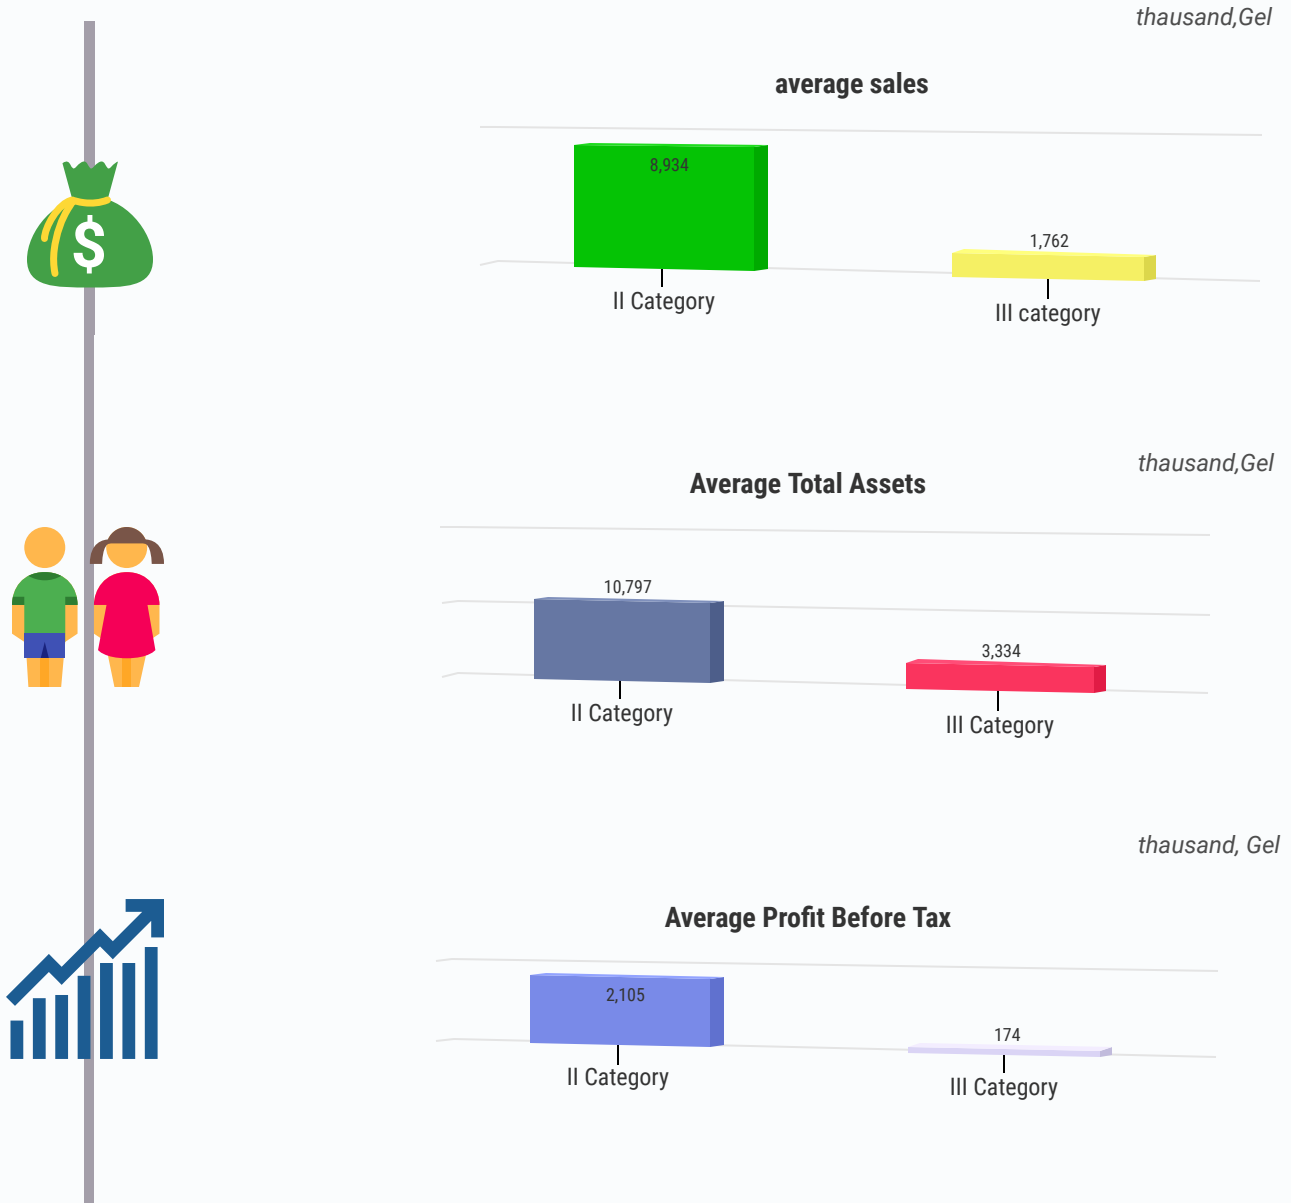 thausand,Gel
average sales
8,934
1,762
II Category
III category
thausand,Gel
Average Total Assets
10,797
3,334
II Category
III Category
thausand, Gel
Average Profit Before Tax
2,105
174
II Category
III Category
$